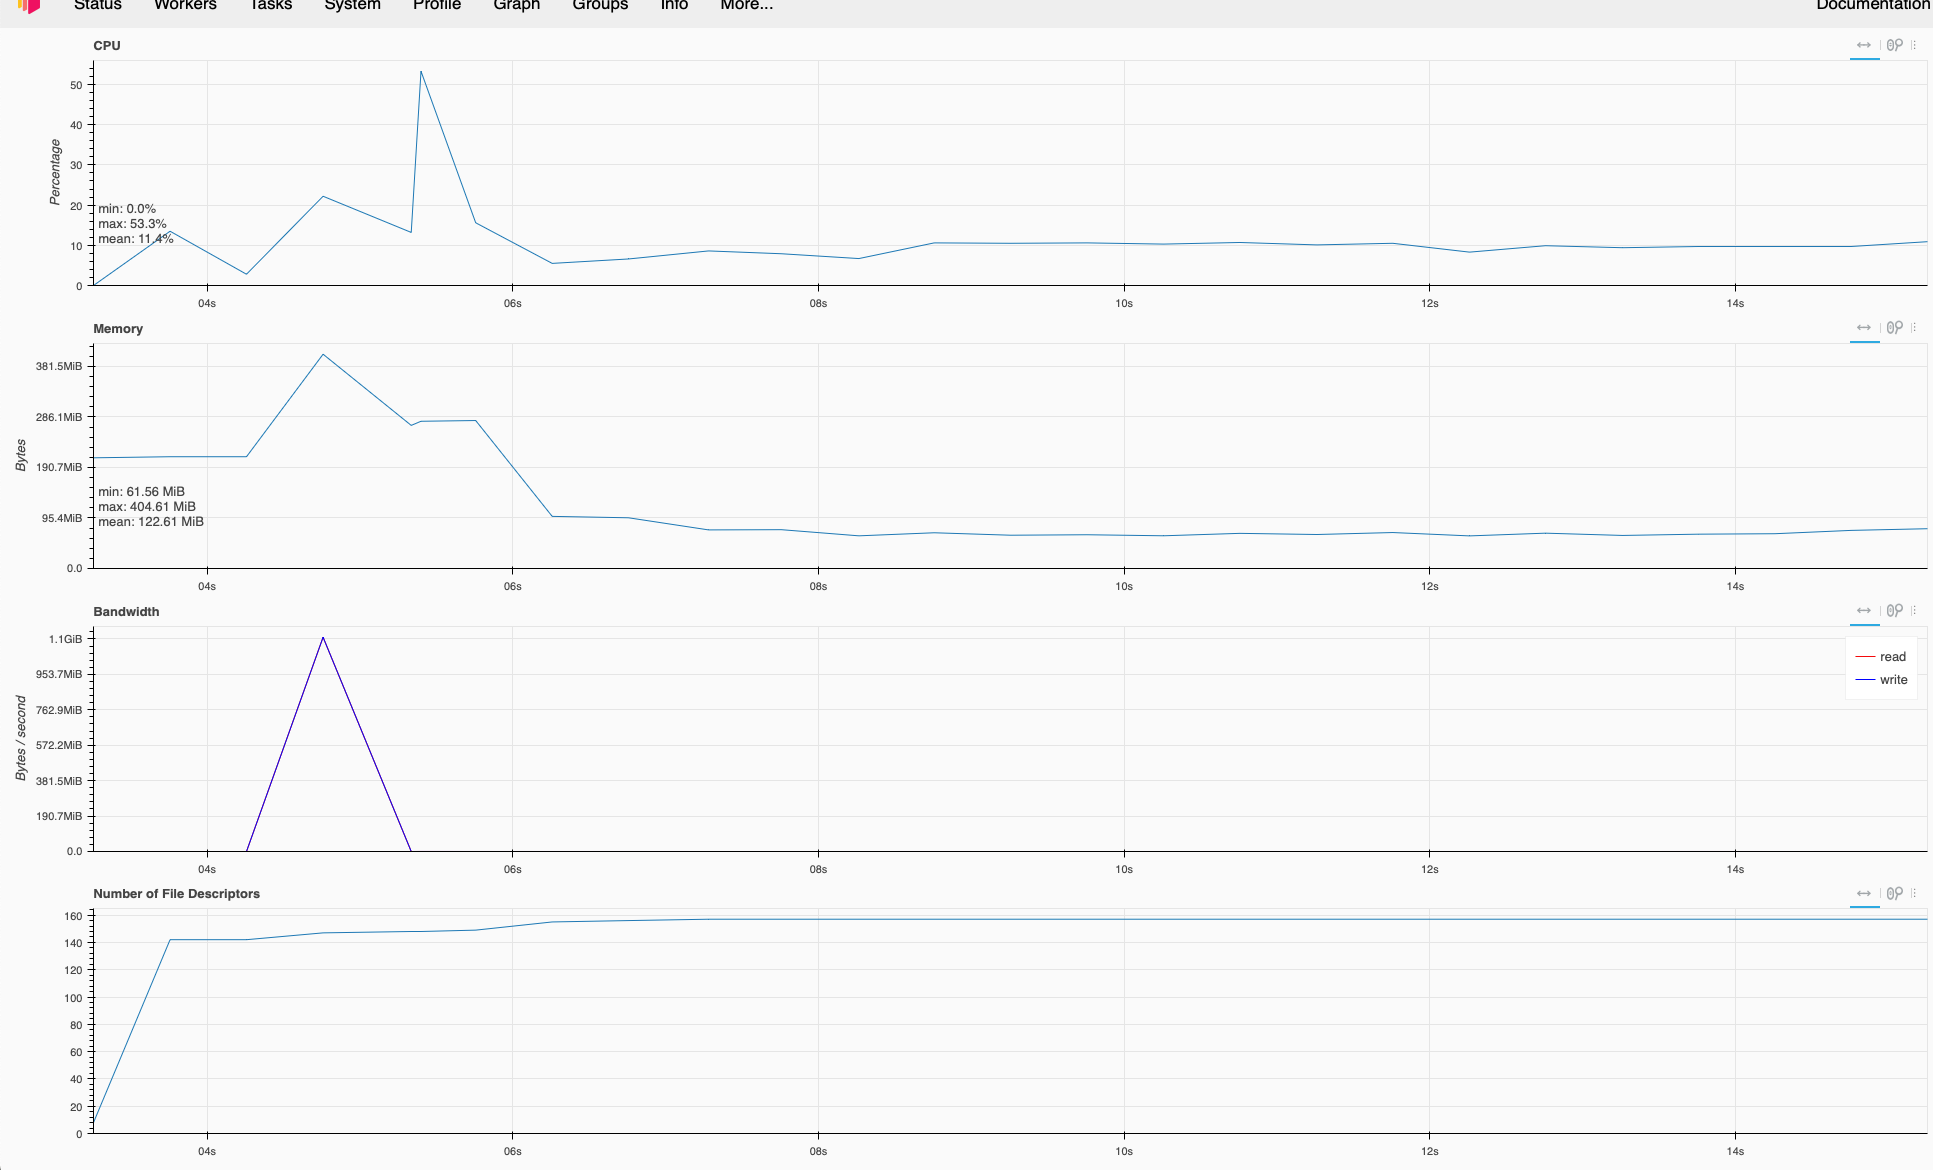 Status Workers Tasks System Profile Graph Groups Info More... Documentation
CPU
50
40
30
20
10
0
Percentage
min: 0.0%
max: 53.3%
mean: 11.4%
04s 06s 08s 10s 12s 14s
Memory
381.5MiB
286.1MiB
190.7MiB
95.4MiB
0.0
Bytes
min: 61.56 MiB
max: 404.61 MiB
mean: 122.61 MiB
04s 06s 08s 10s 12s 14s
Bandwidth
1.1GiB
953.7MiB
762.9MiB
572.2MiB
381.5MiB
190.7MiB
0.0
Bytes / second
read
write
04s 06s 08s 10s 12s 14s
Number of File Descriptors
160
140
120
100
80
60
40
20
0
04s 06s 08s 10s 12s 14s